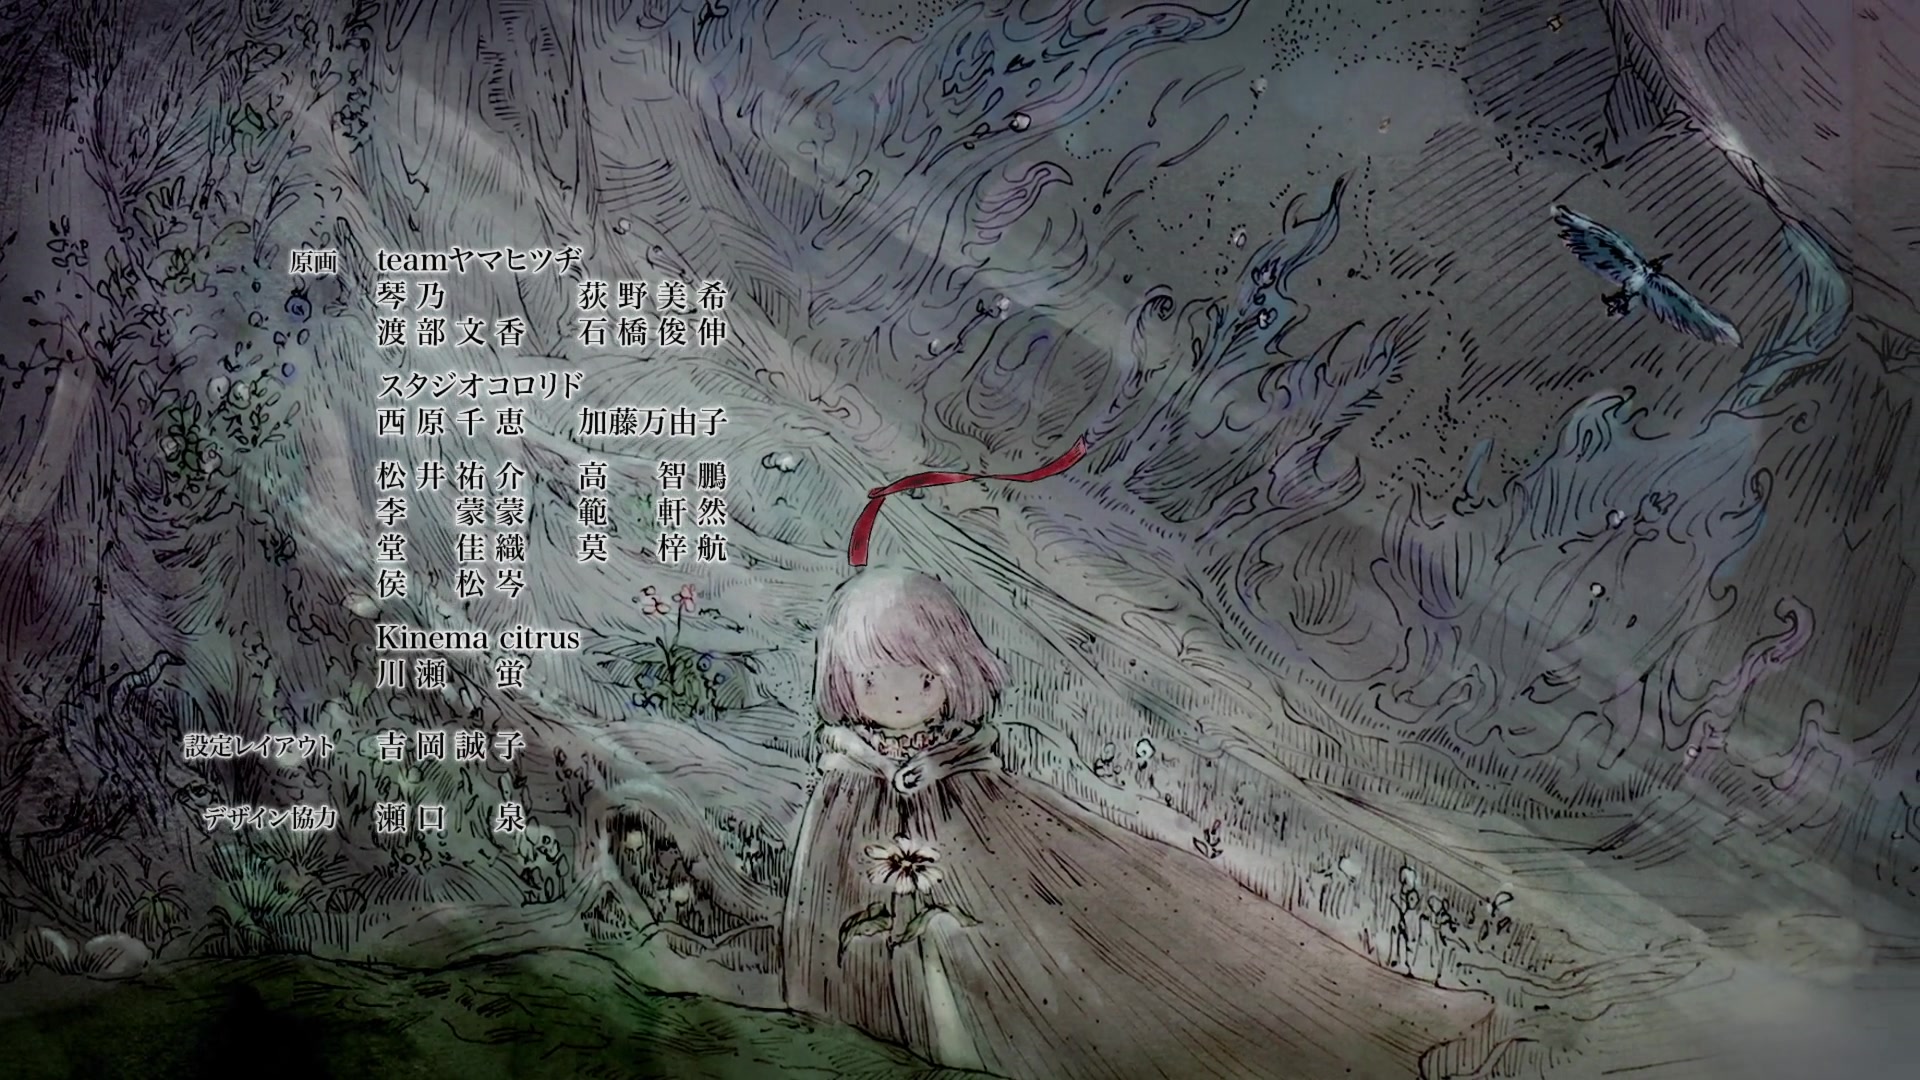 原画 teamヤマヒツヂ
琴乃 荻野美希
渡部文香 石橋俊伸
スタジオコロリド
西原千恵 加藤万由子
松井祐介 高智鵬
李蒙蒙 範軒然
堂佳織 莫梓航
侯松岑
Kinema citrus
川瀬蛍
設定レイアウト 吉岡誠子
デザイン協力 瀬口泉